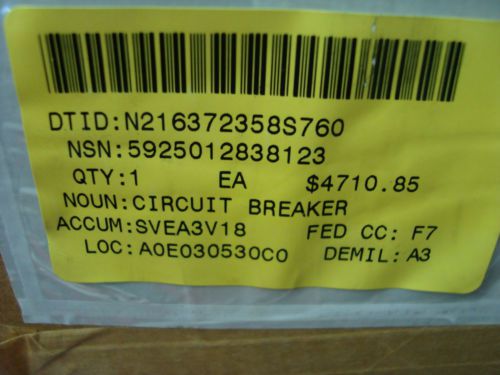 DTID:N216372358S760
NSN:5925012838123
QTY:1 EA $4710.85
NOUN:CIRCUIT BREAKER
ACCUM:SVEA3V18 FED CC: F7
LOC:A0E030530C0 DEMIL:A3